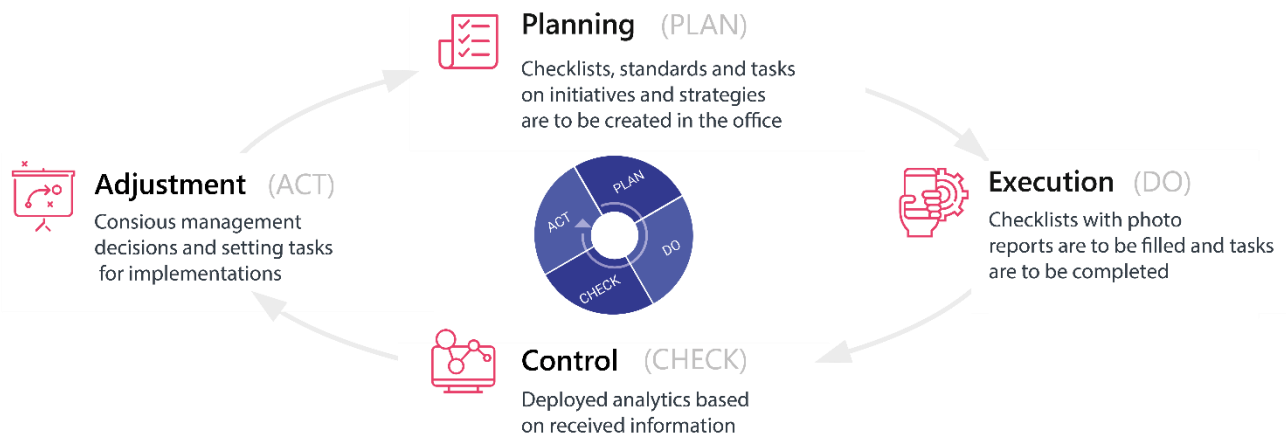 Planning (PLAN)
Checklists, standards and tasks
on initiatives and strategies
are to be created in the office
Adjustment (ACT)
Consious management
decisions and setting tasks
for implementations
PLAN
ACT
DO
CHECK
Execution (DO)
Checklists with photo
reports are to be filled and tasks
are to be completed
Control (CHECK)
Deployed analytics based
on received information